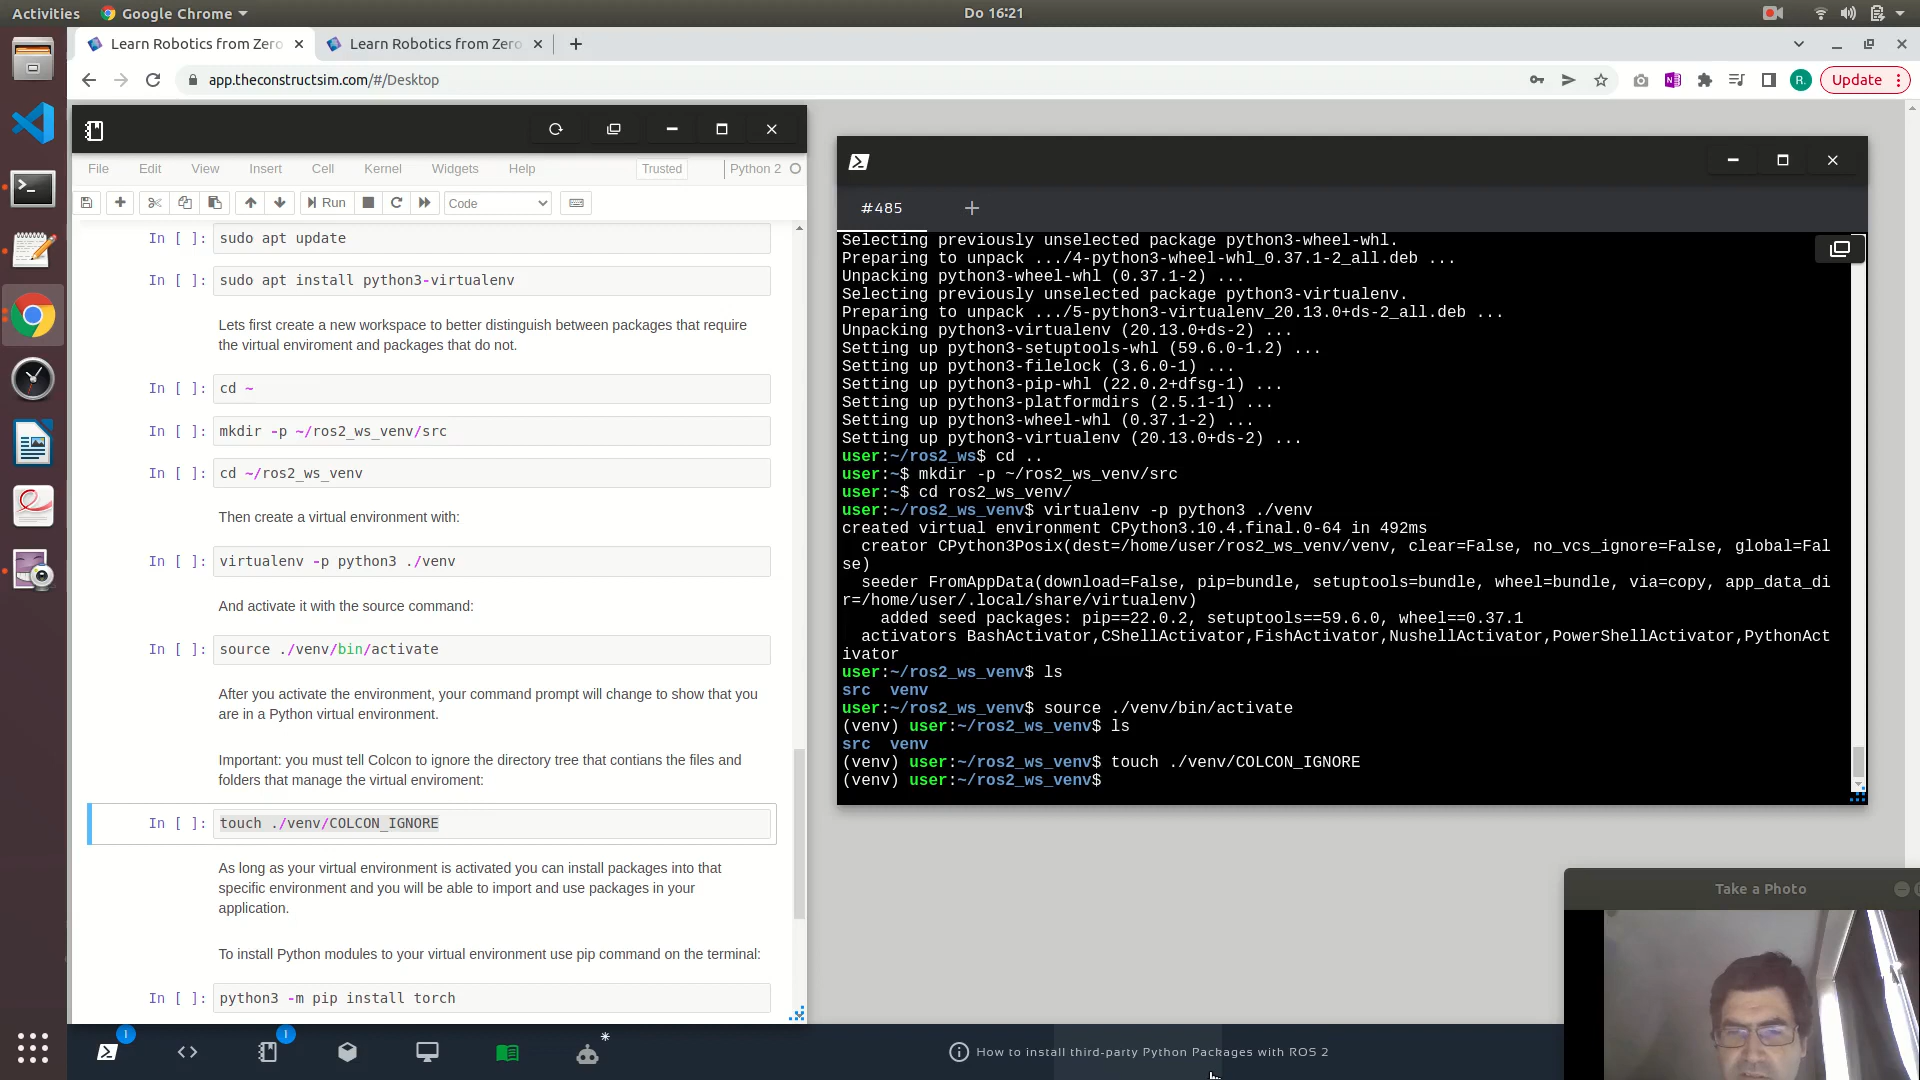 Activities
Google Chrome
Do 16:21
Learn Robotics from Zero
Learn Robotics from Zero
app.theconstructsim.com/#/Desktop
R.
Update
File Edit View Insert Cell Kernel Widgets Help
Trusted
Python 2
Run
Code
In [ ]: sudo apt update
In [ ]: sudo apt install python3-virtualenv
Lets first create a new workspace to better distinguish between packages that require
the virtual enviroment and packages that do not.
In [ ]: cd ~
In [ ]: mkdir -p ~/ros2_ws_venv/src
In [ ]: cd ~/ros2_ws_venv
Then create a virtual environment with:
In [ ]: virtualenv -p python3 ./venv
And activate it with the source command:
In [ ]: source ./venv/bin/activate
After you activate the environment, your command prompt will change to show that you
are in a Python virtual environment.
Important: you must tell Colcon to ignore the directory tree that contians the files and
folders that manage the virtual enviroment:
In [ ]: touch ./venv/COLCON_IGNORE
As long as your virtual environment is activated you can install packages into that
specific environment and you will be able to import and use packages in your
application.
To install Python modules to your virtual environment use pip command on the terminal:
In [ ]: python3 -m pip install torch
#485
Selecting previously unselected package python3-wheel-whl.
Preparing to unpack .../4-python3-wheel-whl_0.37.1-2_all.deb ...
Unpacking python3-wheel-whl (0.37.1-2) ...
Selecting previously unselected package python3-virtualenv.
Preparing to unpack .../5-python3-virtualenv_20.13.0+ds-2_all.deb ...
Unpacking python3-virtualenv (20.13.0+ds-2) ...
Setting up python3-setuptools-whl (59.6.0-1.2) ...
Setting up python3-filelock (3.6.0-1) ...
Setting up python3-pip-whl (22.0.2+dfsg-1) ...
Setting up python3-platformdirs (2.5.1-1) ...
Setting up python3-wheel-whl (0.37.1-2) ...
Setting up python3-virtualenv (20.13.0+ds-2) ...
user:~/ros2_ws$ cd ..
user:~$ mkdir -p ~/ros2_ws_venv/src
user:~$ cd ros2_ws_venv/
user:~/ros2_ws_venv$ virtualenv -p python3 ./venv
created virtual environment CPython3.10.4.final.0-64 in 492ms
creator CPython3Posix(dest=/home/user/ros2_ws_venv/venv, clear=False, no_vcs_ignore=False, global=Fal
se)
seeder FromAppData(download=False, pip=bundle, setuptools=bundle, wheel=bundle, via=copy, app_data_di
r=/home/user/.local/share/virtualenv)
added seed packages: pip==22.0.2, setuptools==59.6.0, wheel==0.37.1
activators BashActivator,CShellActivator,FishActivator,NushellActivator,PowerShellActivator,PythonAct
ivator
user:~/ros2_ws_venv$ ls
src venv
user:~/ros2_ws_venv$ source ./venv/bin/activate
(venv) user:~/ros2_ws_venv$ ls
src venv
(venv) user:~/ros2_ws_venv$ touch ./venv/COLCON_IGNORE
(venv) user:~/ros2_ws_venv$
Take a Photo
1
1
How to install third-party Python Packages with ROS 2